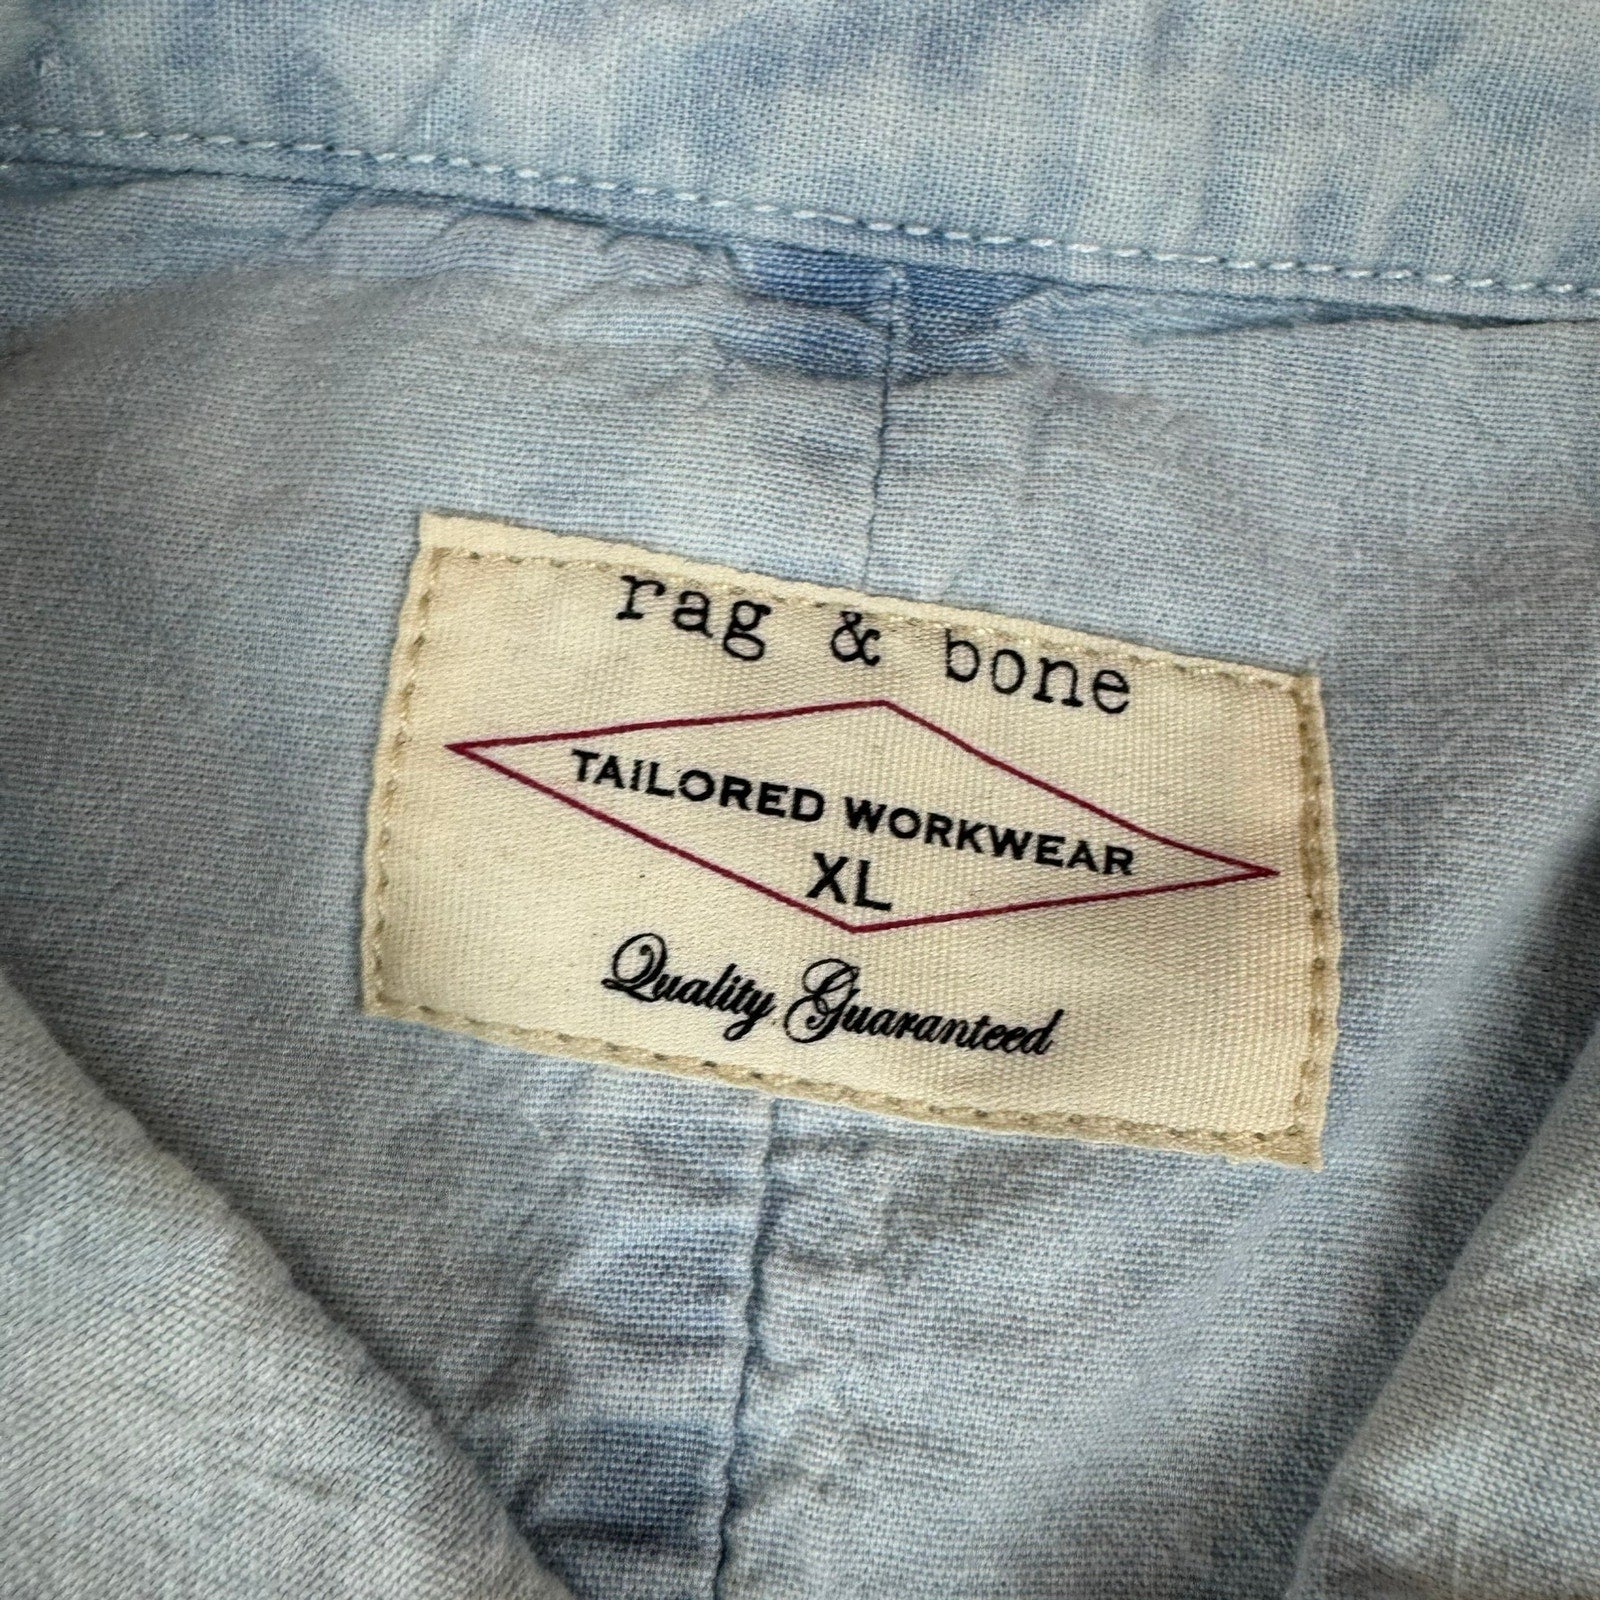 rag & bone
TAILORED WORKWEAR
XL
Quality Guaranteed